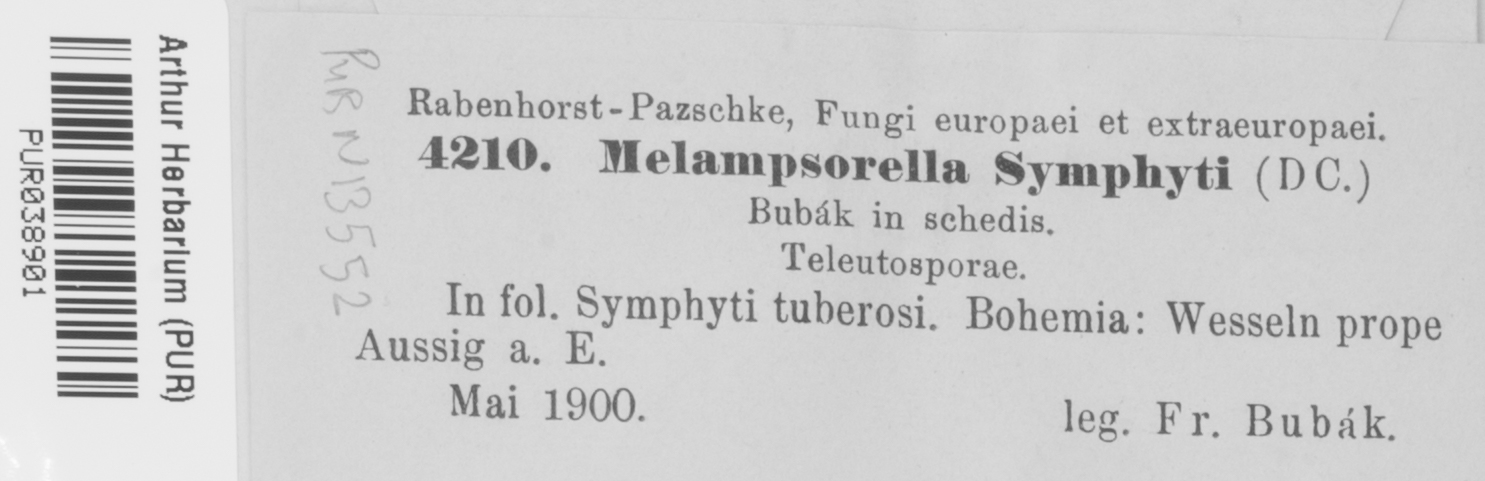 Arthur Herbarium (PUR)
PUR038901
PUR N13552
Rabenhorst-Pazschke, Fungi europaei et extraeuropaei.
4210. Melampsorella Symphyti (DC.)
Bubák in schedis.
Teleutosporae.
In fol. Symphyti tuberosi. Bohemia: Wesseln prope
Aussig a. E.
Mai 1900.
leg. Fr. Bubák.